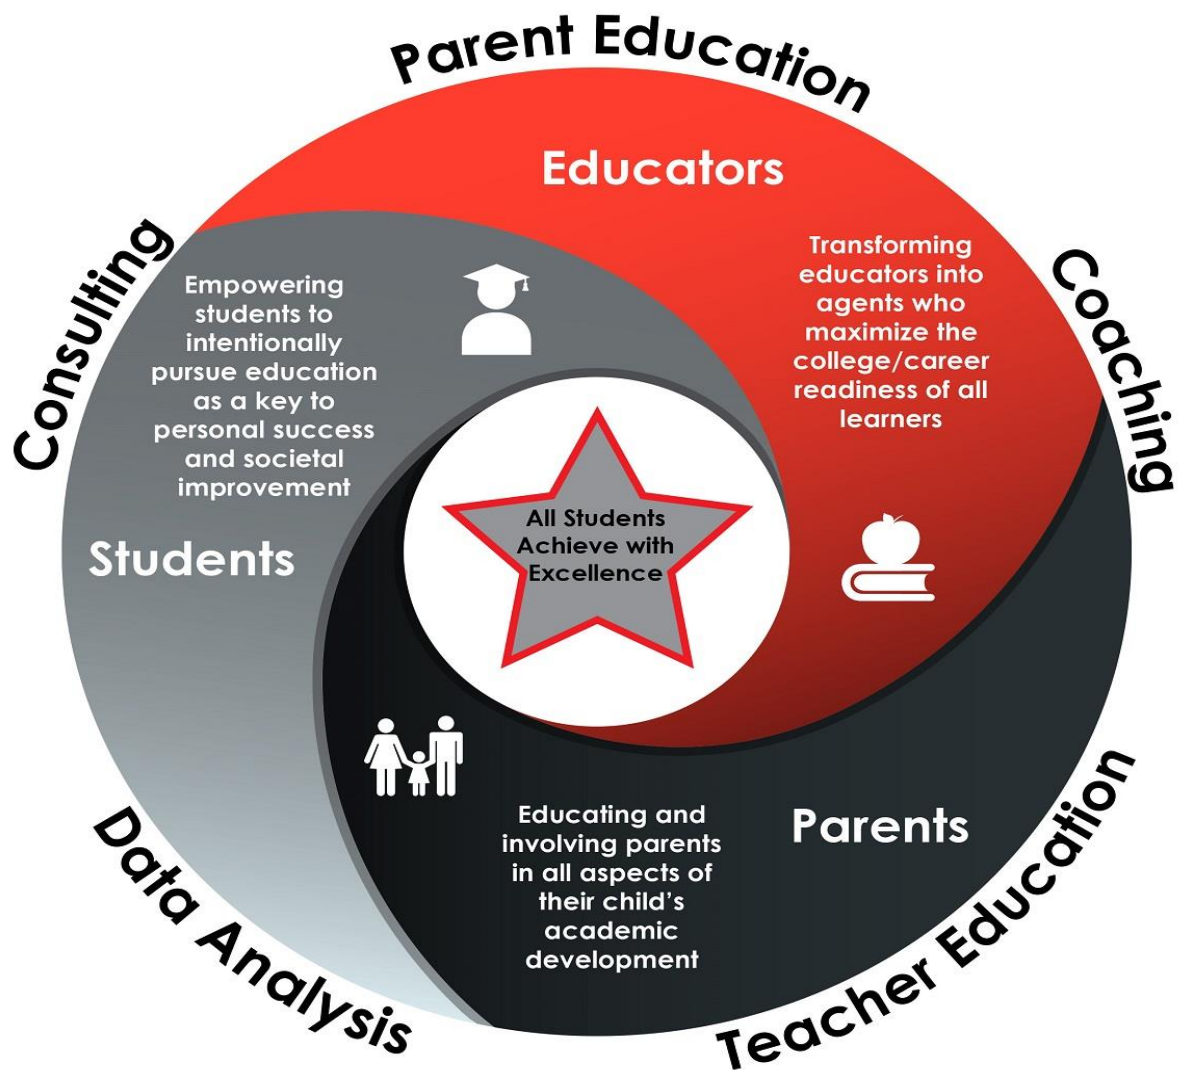 Parent Education
Educators
Transforming
educators into
agents who
maximize the
college/career
readiness of all
learners
Consulting
Empowering
students to
intentionally
pursue education
as a key to
personal success
and societal
improvement
Students
Coaching
All Students
Achieve with
Excellence
Educating and
involving parents
in all aspects of
their child’s
academic
development
Parents
Data Analysis
Teacher Education